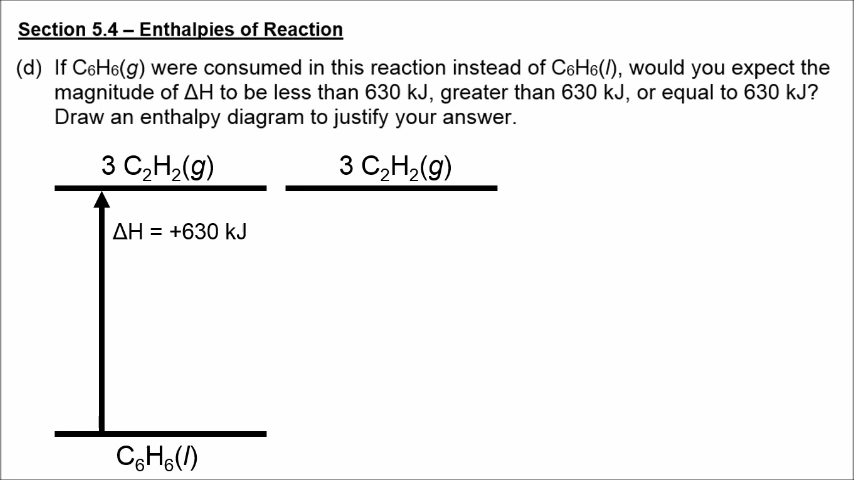 Section 5.4 – Enthalpies of Reaction
(d) If C₆H₆(g) were consumed in this reaction instead of C₆H₆(l), would you expect the
magnitude of ΔH to be less than 630 kJ, greater than 630 kJ, or equal to 630 kJ?
Draw an enthalpy diagram to justify your answer.
3 C₂H₂(g) 3 C₂H₂(g)
ΔH = +630 kJ
C₆H₆(l)